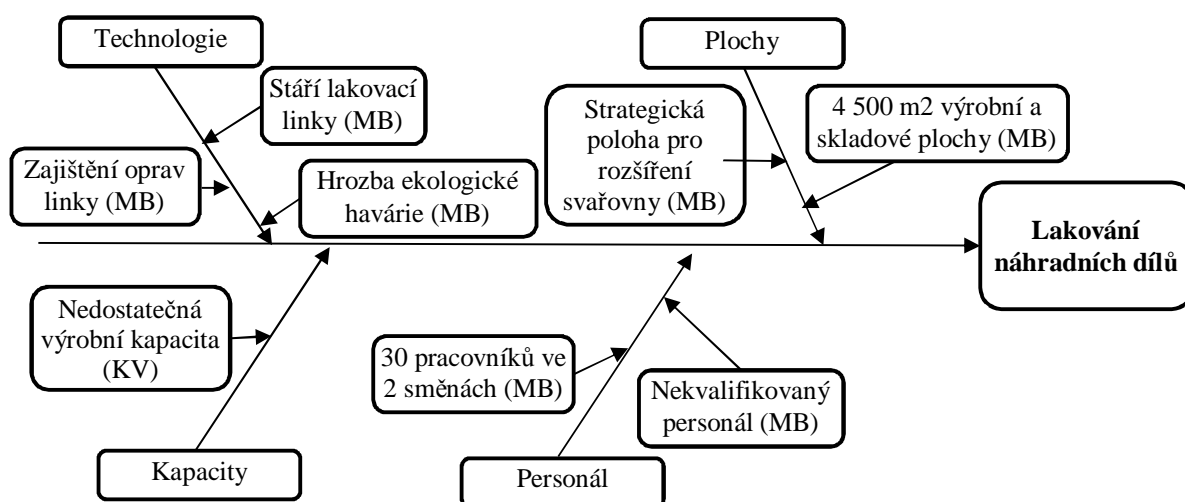 Technologie
Plochy
Stáří lakovací
linky (MB)
Strategická
poloha pro
rozšíření
svařovny (MB)
4 500 m2 výrobní a
skladové plochy (MB)
Zajištění oprav
linky (MB)
Hrozba ekologické
havárie (MB)
Lakování
náhradních dílů
Nedostatečná
výrobní kapacita
(KV)
30 pracovníků ve
2 směnách (MB)
Nekvalifikovaný
personál (MB)
Kapacity
Personál